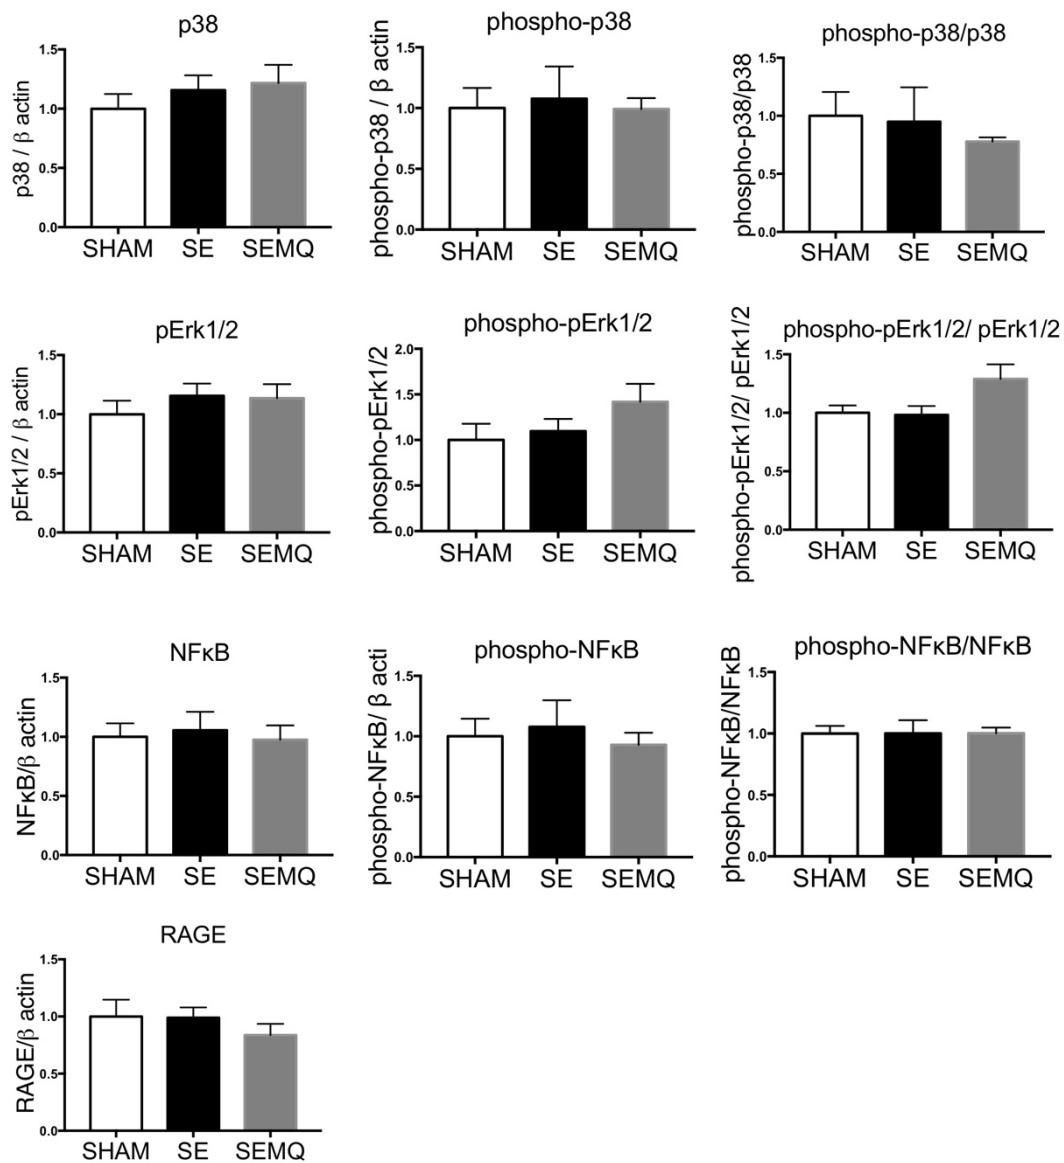 p38
p38 / β actin
1.5
1.0
0.5
0.0
SHAM SE SEMQ
phospho-p38
phospho-p38 / β actin
1.5
1.0
0.5
0.0
SHAM SE SEMQ
phospho-p38/p38
phospho-p38/p38
1.5
1.0
0.5
0.0
SHAM SE SEMQ
pErk1/2
pErk1/2 / β actin
1.5
1.0
0.5
0.0
SHAM SE SEMQ
phospho-pErk1/2
phospho-pErk1/2
2.0
1.5
1.0
0.5
0.0
SHAM SE SEMQ
phospho-pErk1/2/ pErk1/2
phospho-pErk1/2/ pErk1/2
1.5
1.0
0.5
0.0
SHAM SE SEMQ
NFκB
NFκB/β actin
1.5
1.0
0.5
0.0
SHAM SE SEMQ
phospho-NFκB
phospho-NFκB/ β acti
1.5
1.0
0.5
0.0
SHAM SE SEMQ
phospho-NFκB/NFκB
phospho-NFκB/NFκB
1.5
1.0
0.5
0.0
SHAM SE SEMQ
RAGE
RAGE/β actin
1.5
1.0
0.5
0.0
SHAM SE SEMQ